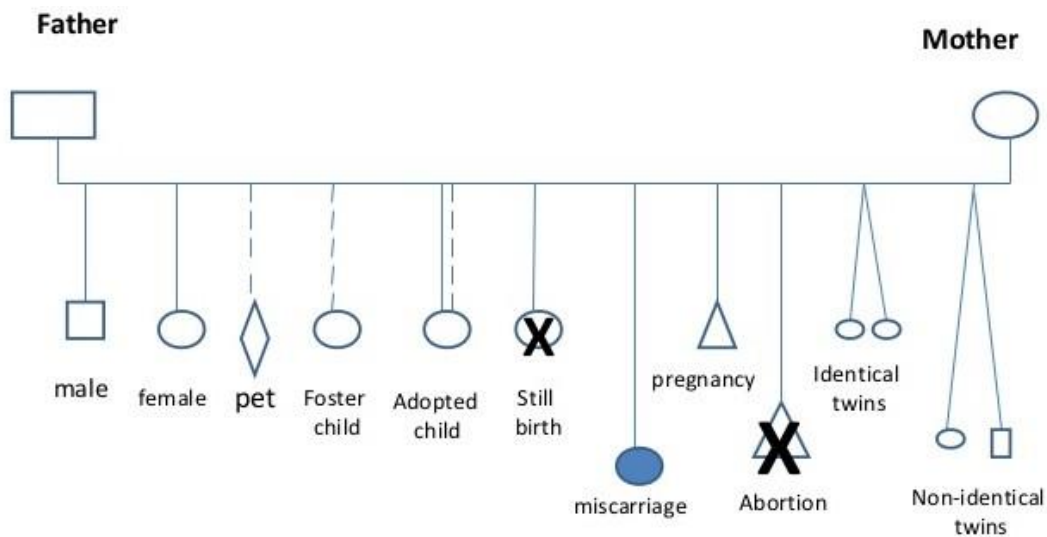 Father
Mother
male
female
pet
Foster
child
Adopted
child
Still
birth
X
miscarriage
pregnancy
X
Abortion
Identical
twins
Non-identical
twins